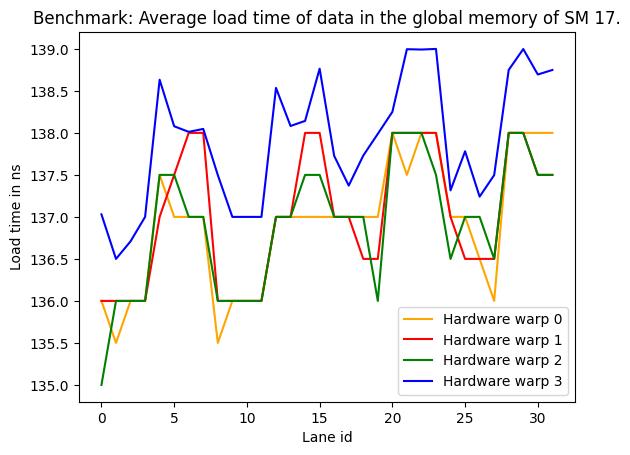 Benchmark: Average load time of data in the global memory of SM 17.
139.0
138.5
138.0
137.5
137.0
136.5
136.0
135.5
135.0
Load time in ns
Hardware warp 0
Hardware warp 1
Hardware warp 2
Hardware warp 3
0 5 10 15 20 25 30
Lane id